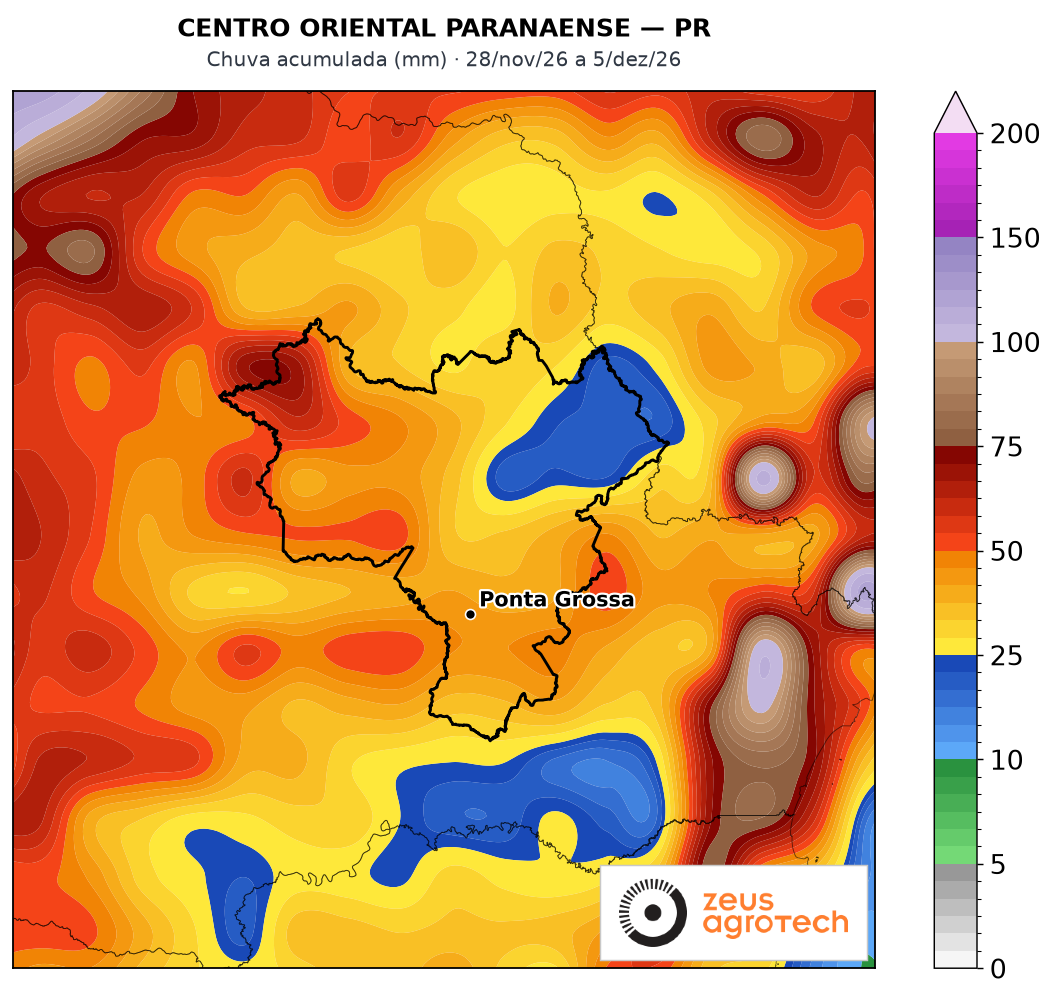 CENTRO ORIENTAL PARANAENSE — PR
Chuva acumulada (mm) · 28/nov/26 a 5/dez/26
200
150
100
75
50
25
10
5
0
Ponta Grossa
zeus
agrotech